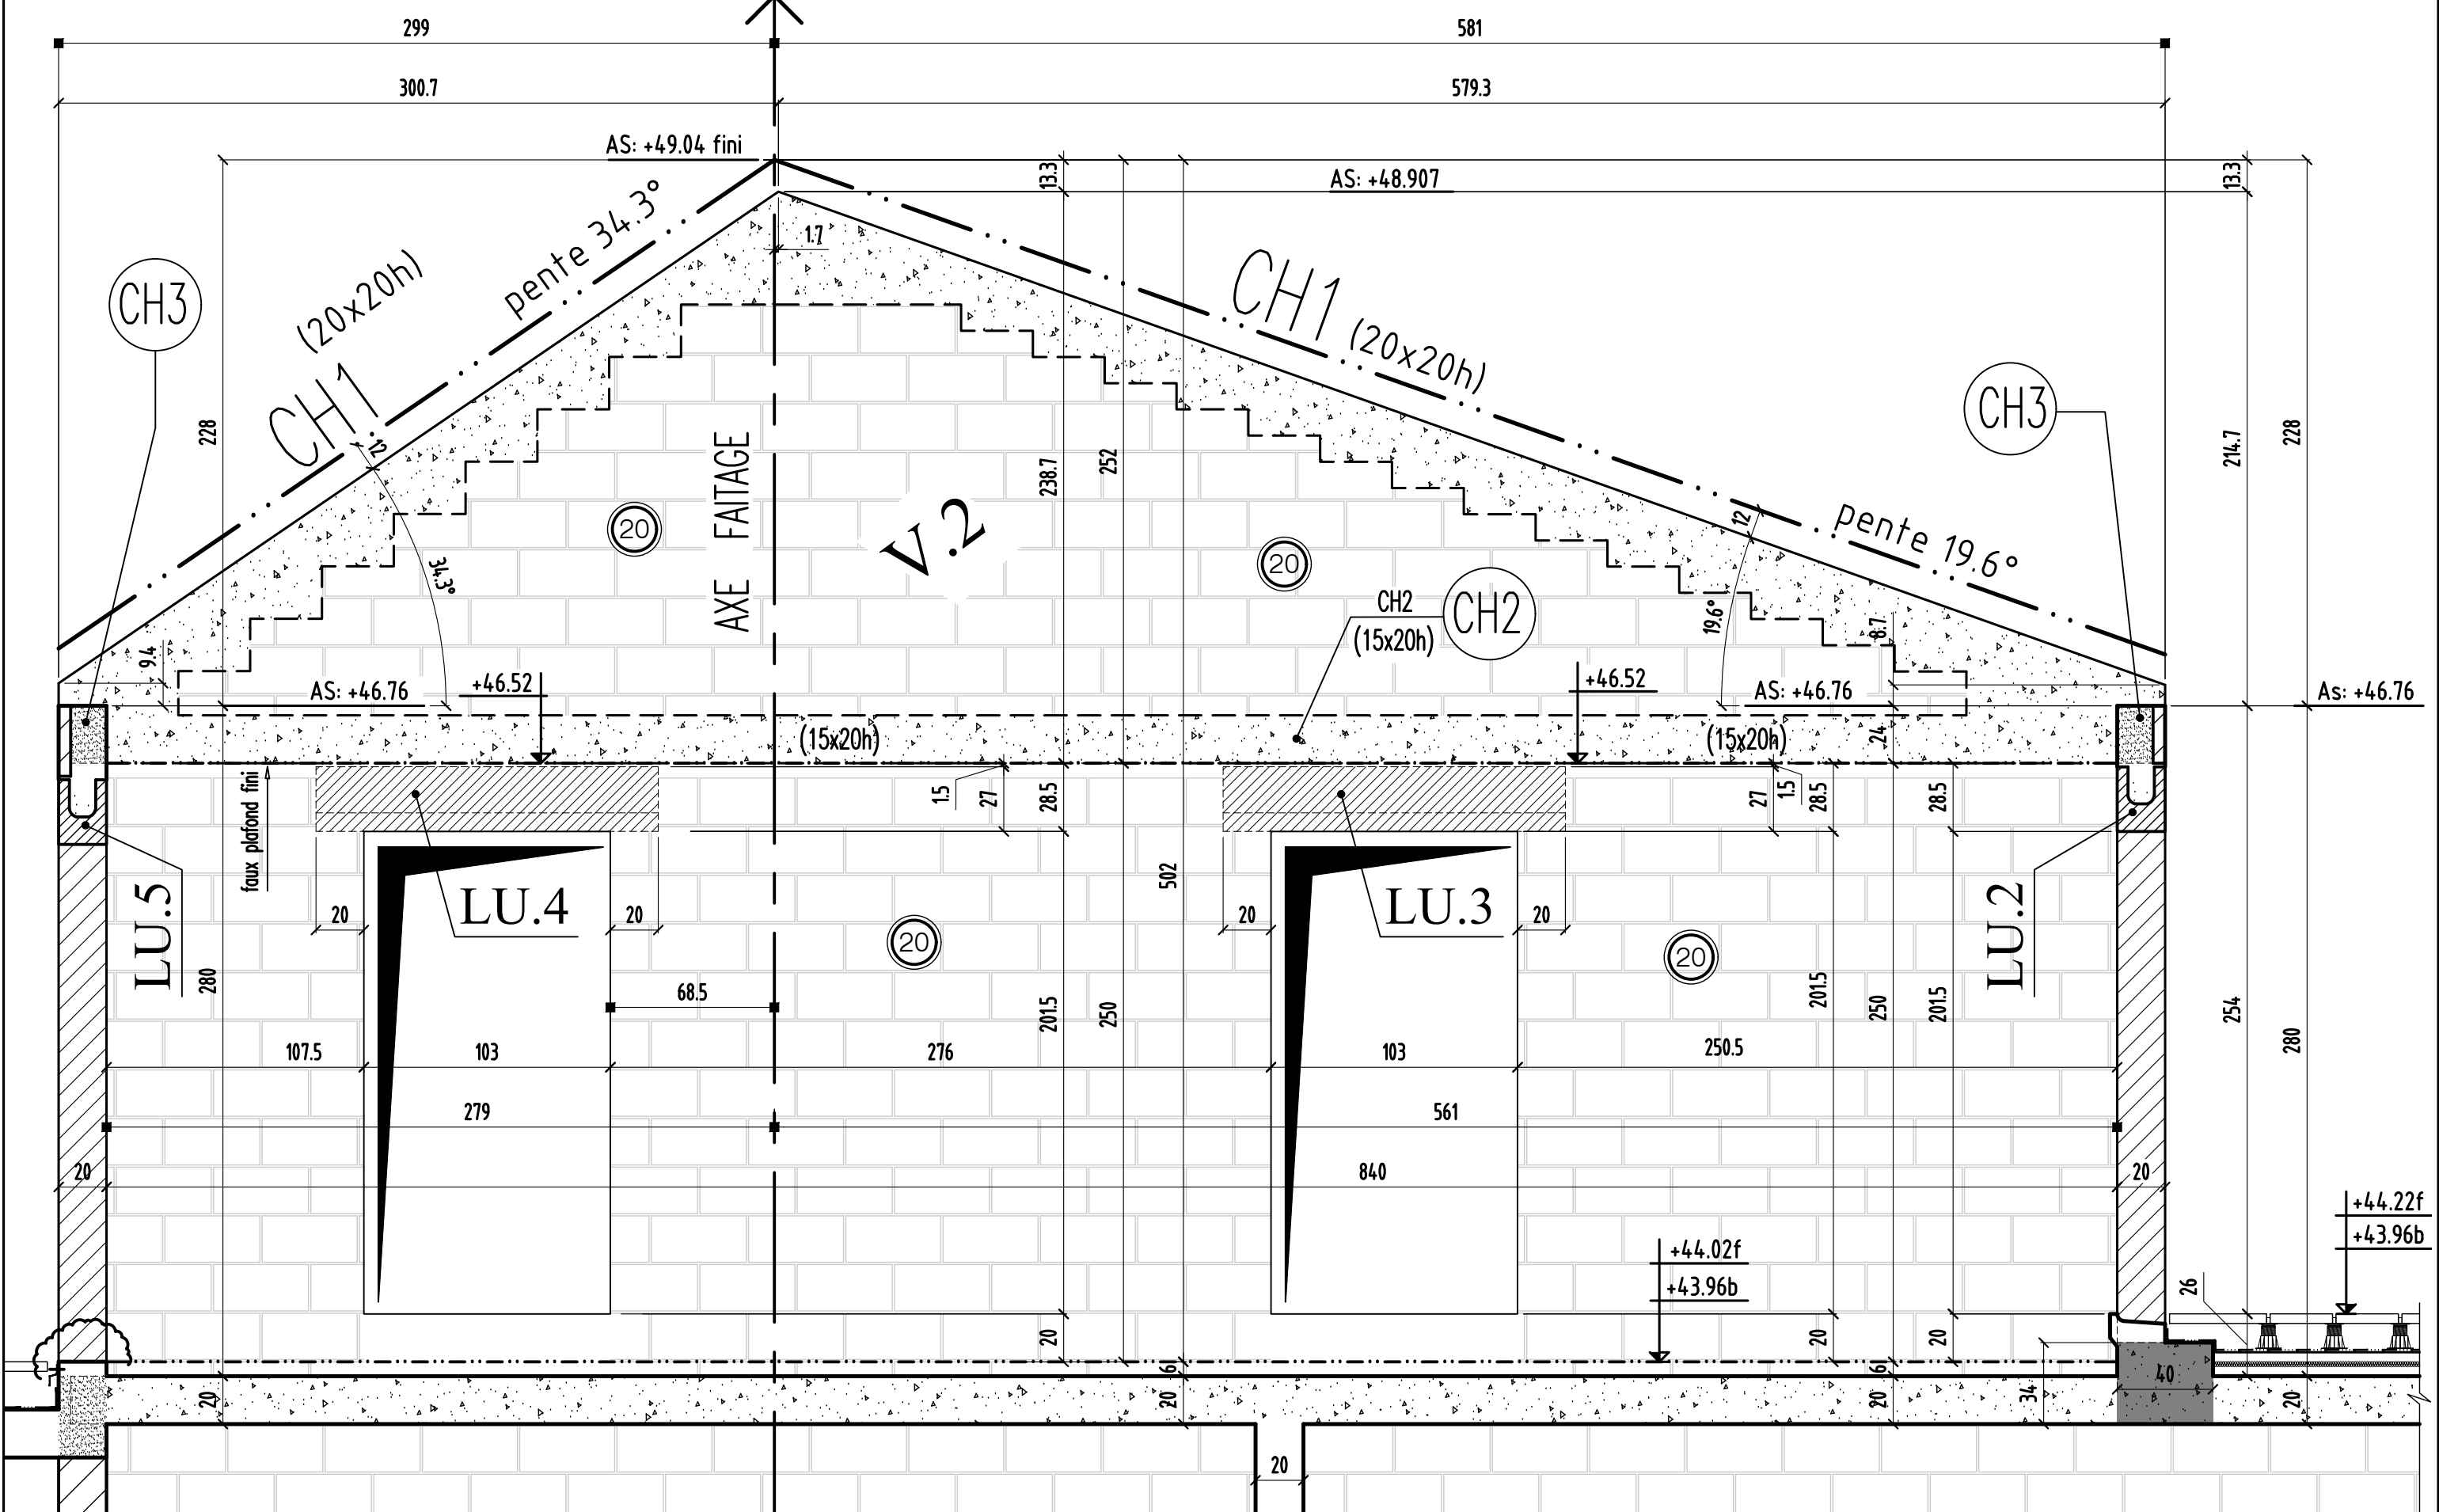 299
581
300.7
579.3
AS: +49.04 fini
AS: +48.907
13.3
13.3
1.7
pente 34.3°
(20x20h)
CH1
12
34.3°
CH3
228
9.4
AS: +46.76
+46.52
AXE FAITAGE
20
V.2
238.7
252
CH1 (20x20h)
20
CH2
(15x20h)
CH2
12
pente 19.6°
19.6°
CH3
8.7
214.7
228
+46.52
AS: +46.76
As: +46.76
(15x20h)
(15x20h)
24
faux plafond fini
1.5
27
28.5
27
1.5
28.5
28.5
502
LU.5
280
20
LU.4
20
20
20
LU.3
20
20
LU.2
68.5
201.5
250
201.5
250
201.5
254
280
107.5
103
276
103
250.5
279
561
20
840
20
+44.22f
+43.96b
+44.02f
+43.96b
26
20
20
20
6
6
20
20
20
34
40
20
20